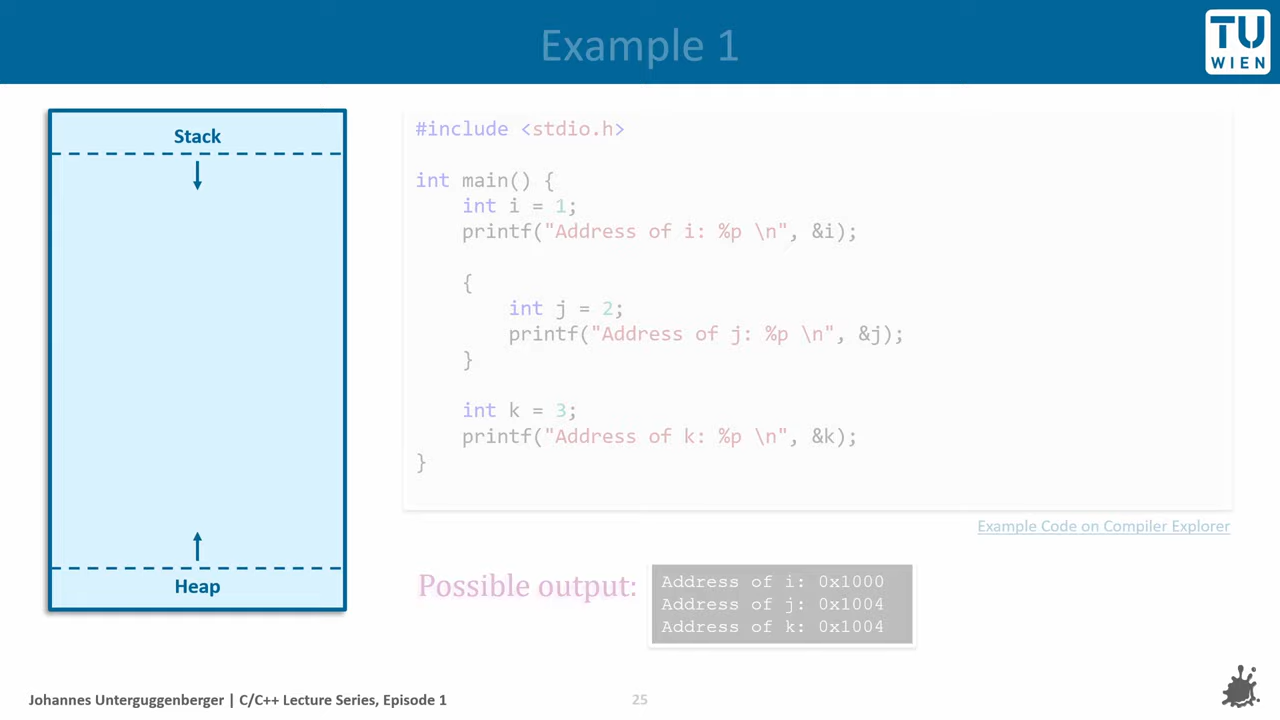 Example 1
TU
WIEN
Stack
Heap
#include <stdio.h>
int main() {
    int i = 1;
    printf("Address of i: %p \n", &i);
    {
        int j = 2;
        printf("Address of j: %p \n", &j);
    }
    int k = 3;
    printf("Address of k: %p \n", &k);
}
Example Code on Compiler Explorer
Possible output:
Address of i: 0x1000
Address of j: 0x1004
Address of k: 0x1004
Johannes Unterguggenberger | C/C++ Lecture Series, Episode 1
25